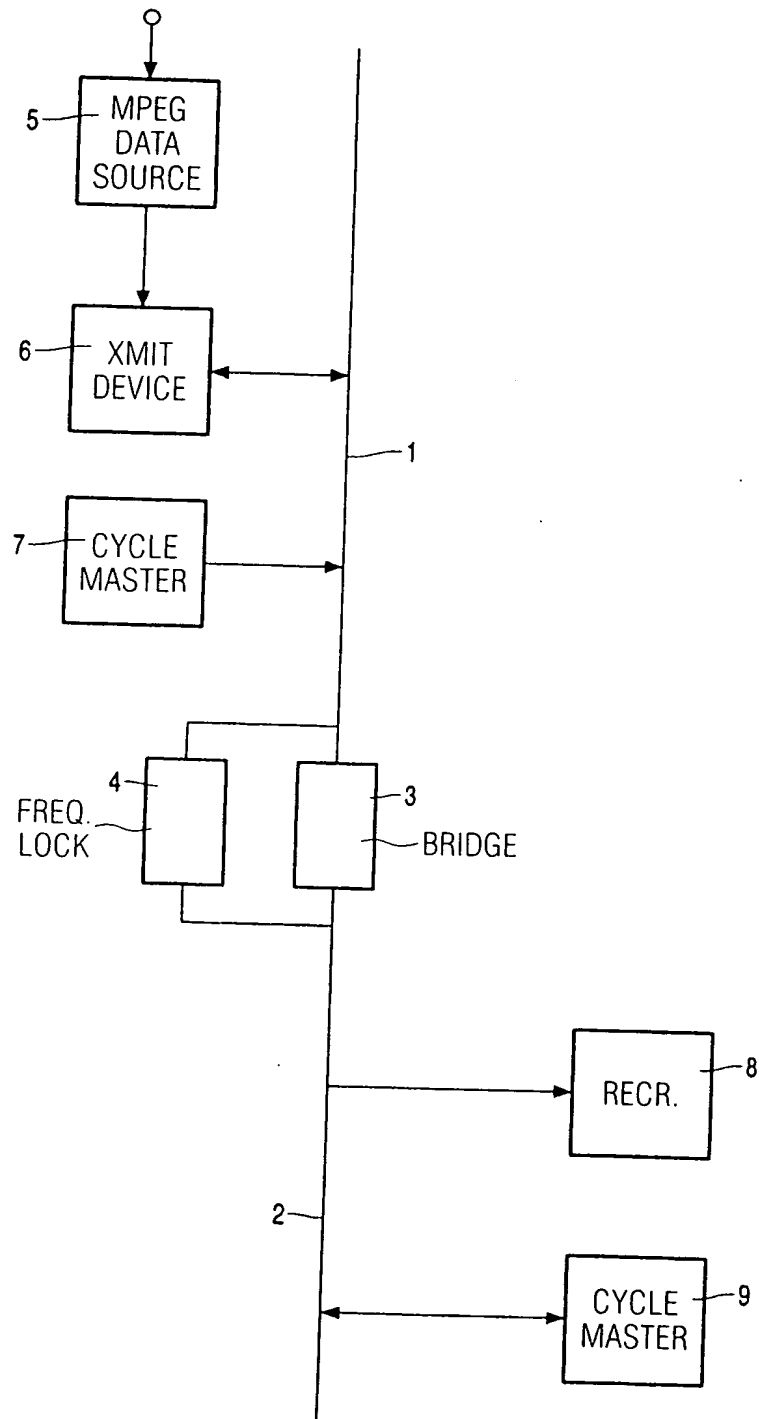 5
MPEG
DATA
SOURCE
6
XMIT
DEVICE
1
7
CYCLE
MASTER
4
FREQ.
LOCK
3
BRIDGE
8
RECR.
2
9
CYCLE
MASTER